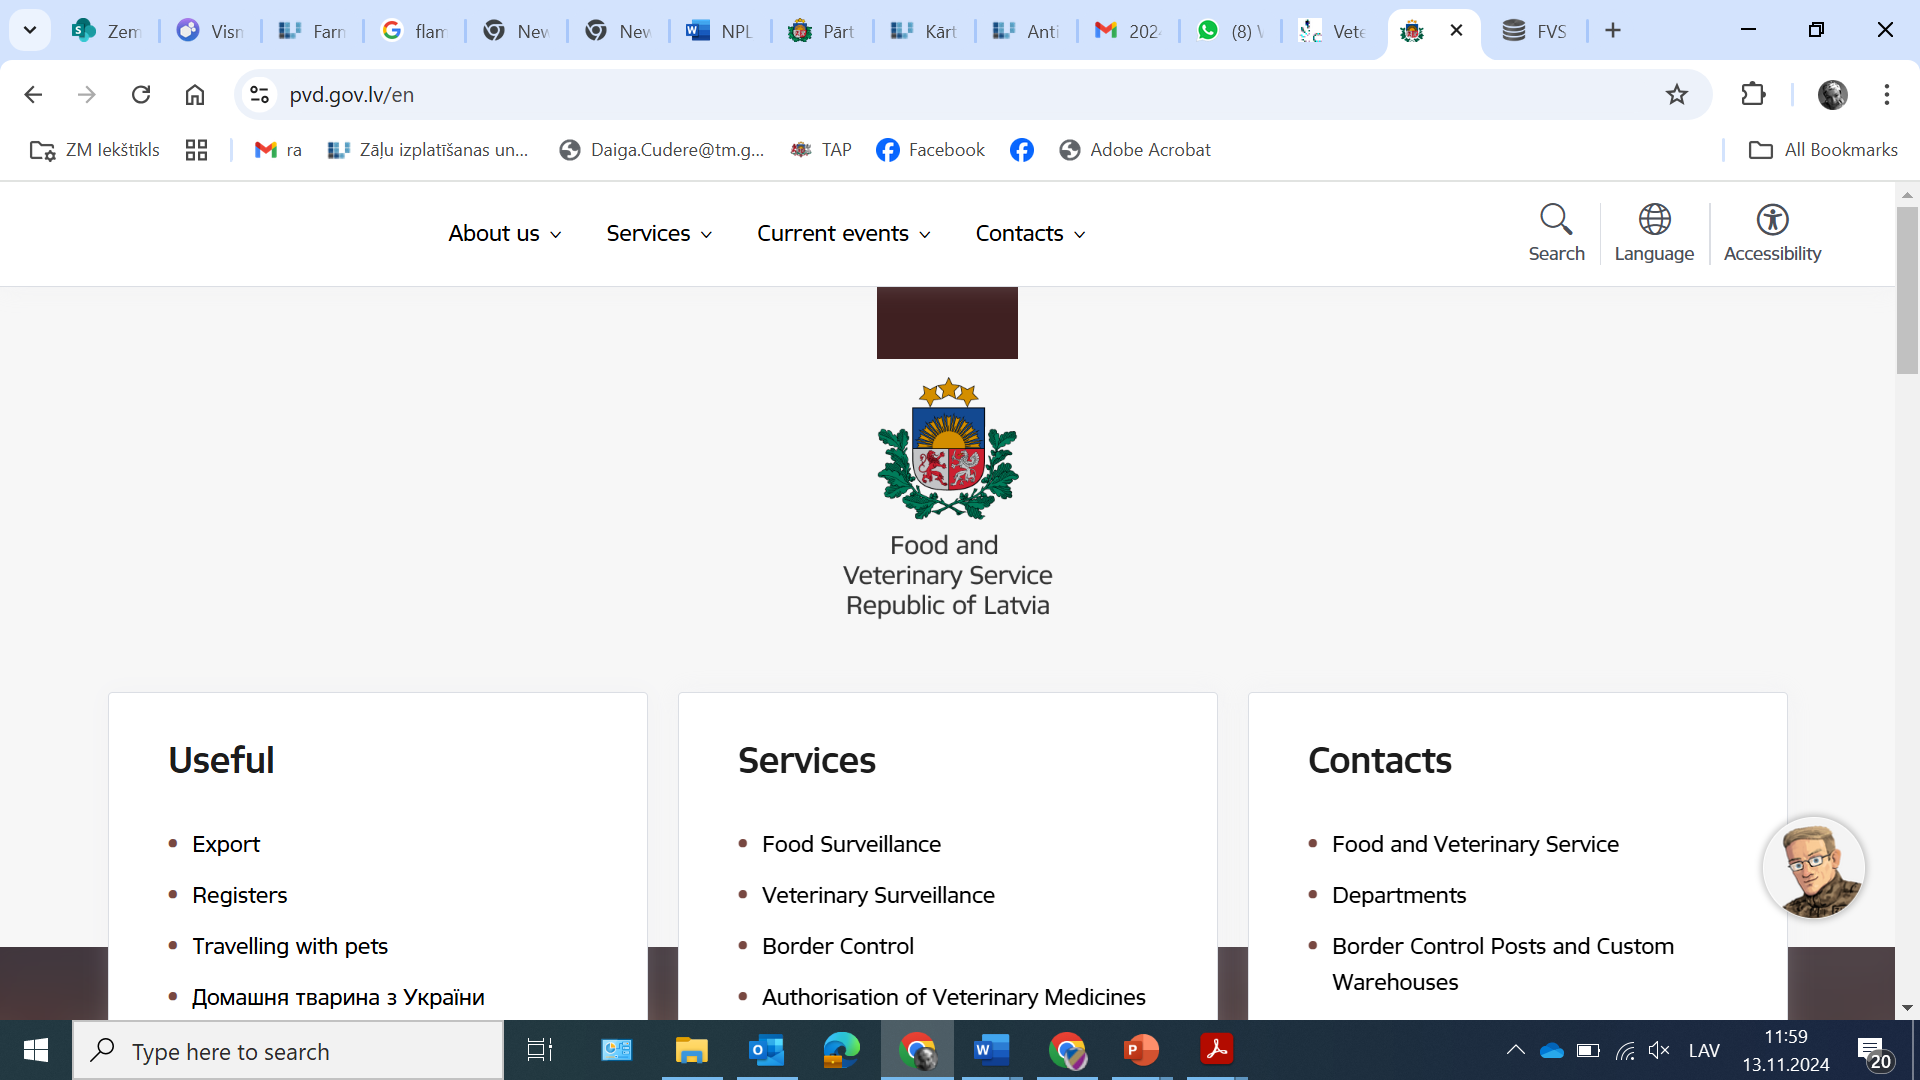 Zem
Visn
Farn
flam
New
New
NPL
Pārt
Kārt
Anti
202
(8)
Vete
FVS
pvd.gov.lv/en
ZM Iekštīkls
ra
Zāļu izplatīšanas un...
Daiga.Cudere@tm.g...
TAP
Facebook
Adobe Acrobat
All Bookmarks
About us
Services
Current events
Contacts
Search
Language
Accessibility
Food and
Veterinary Service
Republic of Latvia
Useful
Export
Registers
Travelling with pets
Домашня тварина з України
Services
Food Surveillance
Veterinary Surveillance
Border Control
Authorisation of Veterinary Medicines
Contacts
Food and Veterinary Service
Departments
Border Control Posts and Custom
Warehouses
Type here to search
LAV
11:59
13.11.2024
20